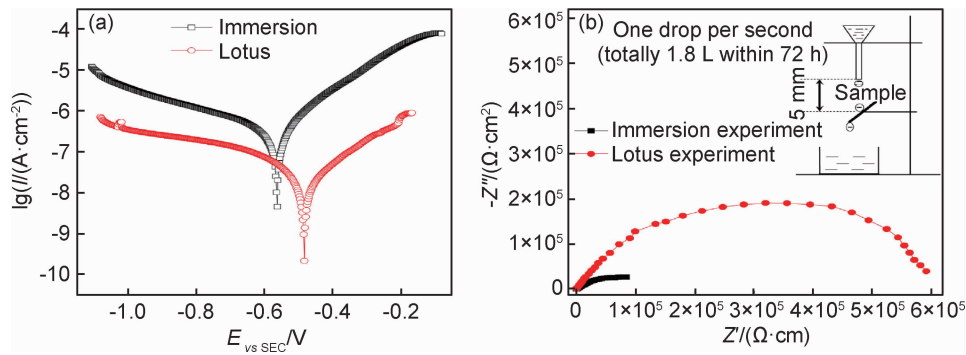 (a)
Immersion
Lotus
-4
-5
-6
-7
-8
-9
-10
lg(I/(A·cm⁻²))
-1.0
-0.8
-0.6
-0.4
-0.2
E vs SEC/V
(b)
One drop per second
(totally 1.8 L within 72 h)
5 mm
Sample
Immersion experiment
Lotus experiment
6×10⁵
5×10⁵
4×10⁵
3×10⁵
2×10⁵
1×10⁵
0
-Z″/(Ω·cm²)
0
1×10⁵
2×10⁵
3×10⁵
4×10⁵
5×10⁵
6×10⁵
Z′/(Ω·cm)